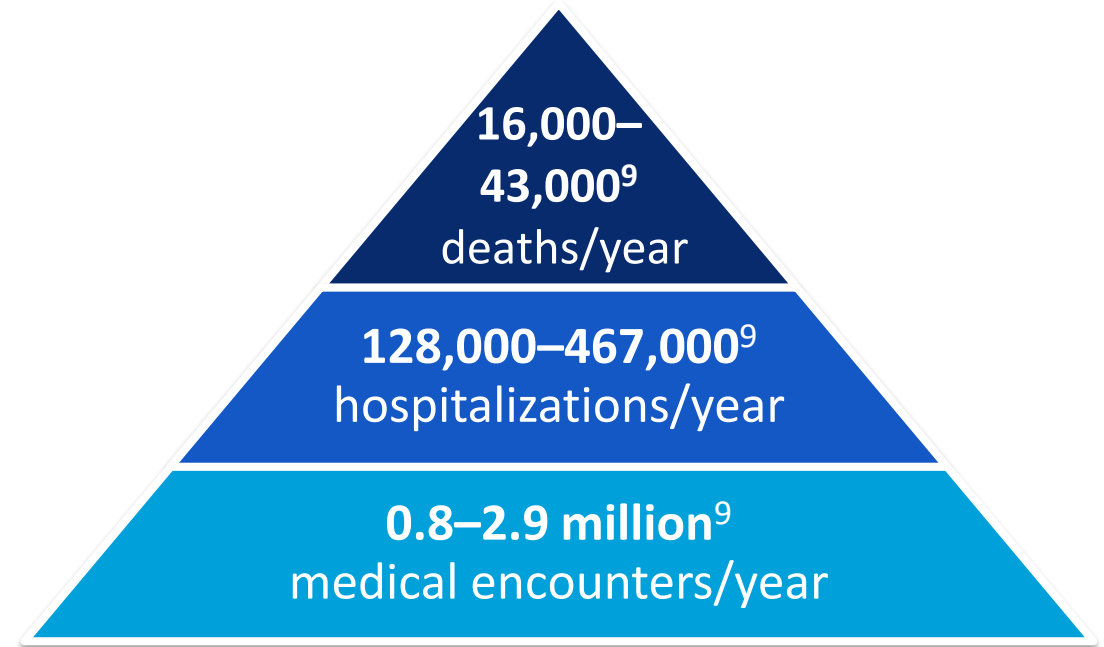 16,000–
43,000⁹
deaths/year
128,000–467,000⁹
hospitalizations/year
0.8–2.9 million⁹
medical encounters/year